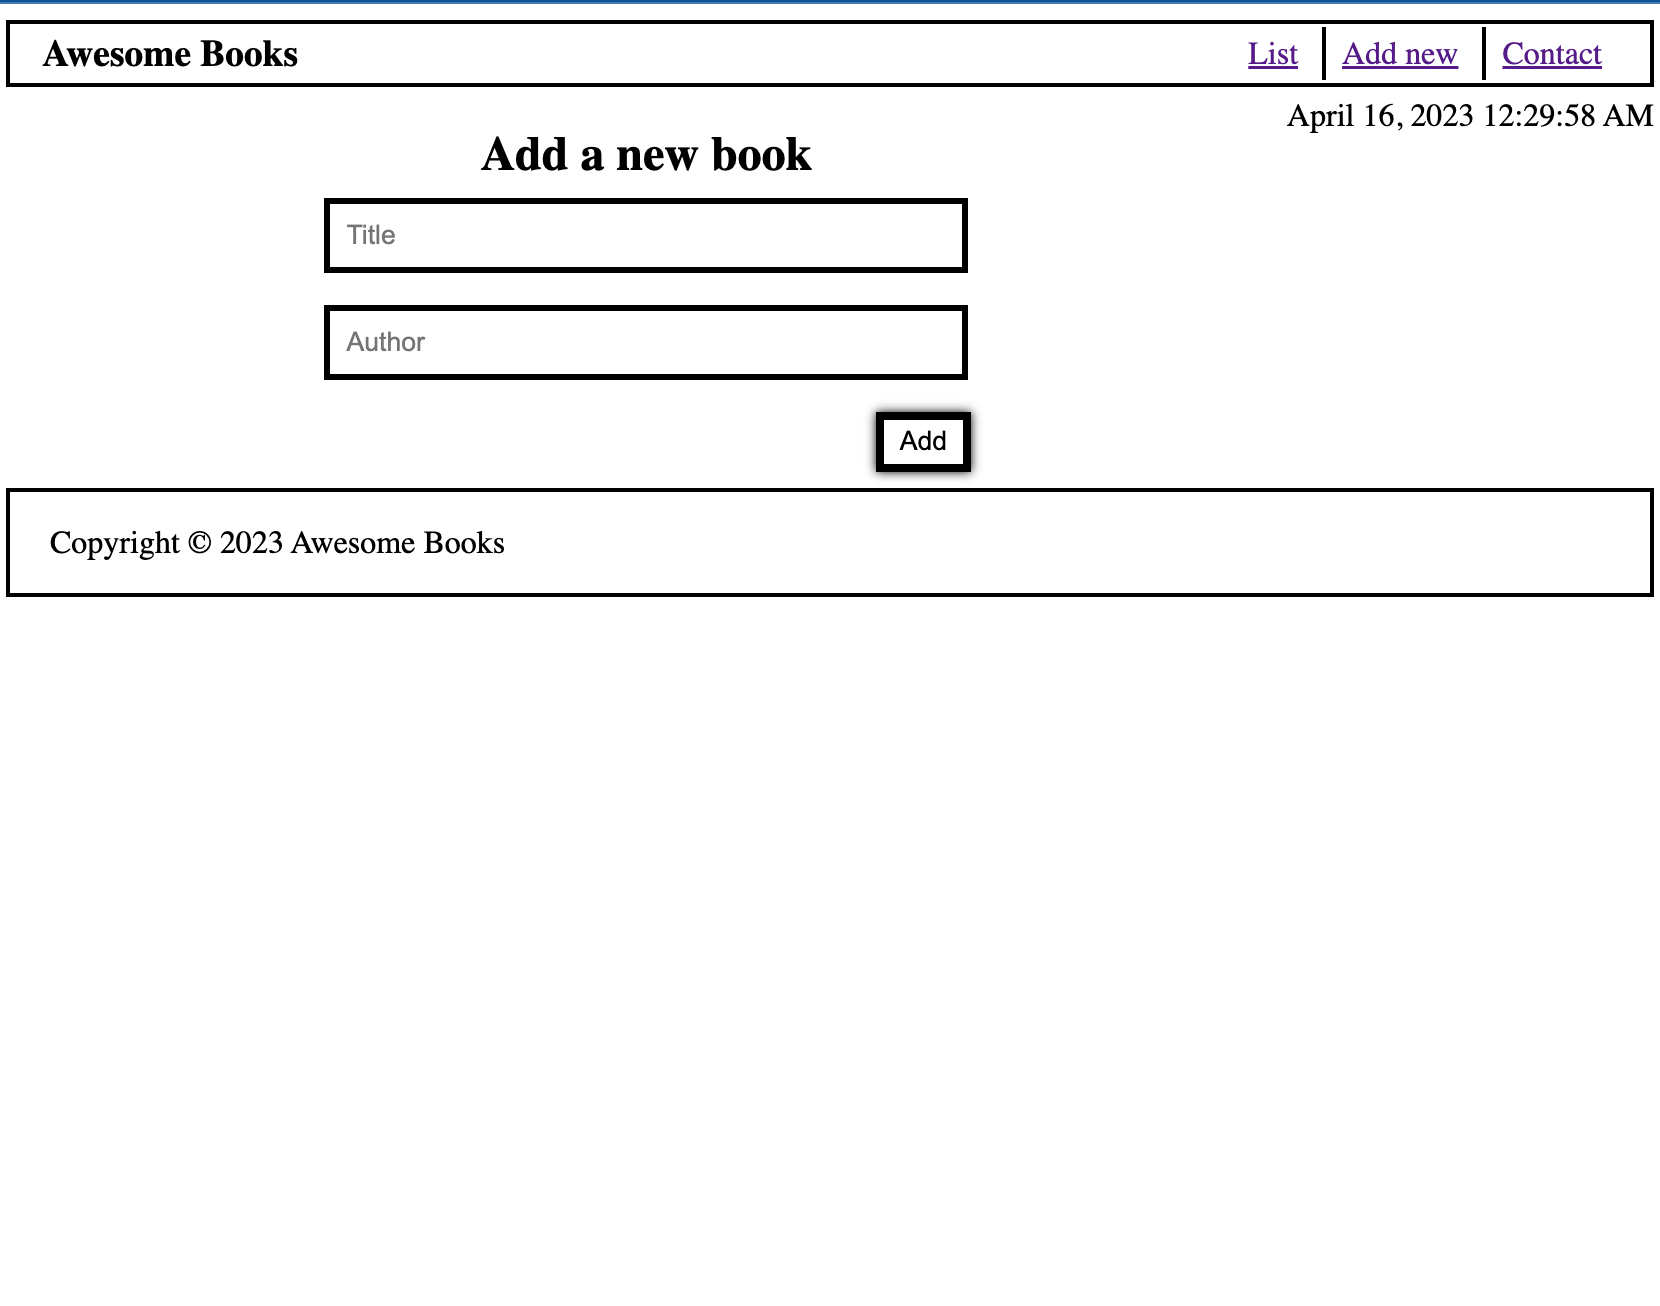 Awesome Books
List
Add new
Contact
April 16, 2023 12:29:58 AM
Add a new book
Title
Author
Add
Copyright © 2023 Awesome Books